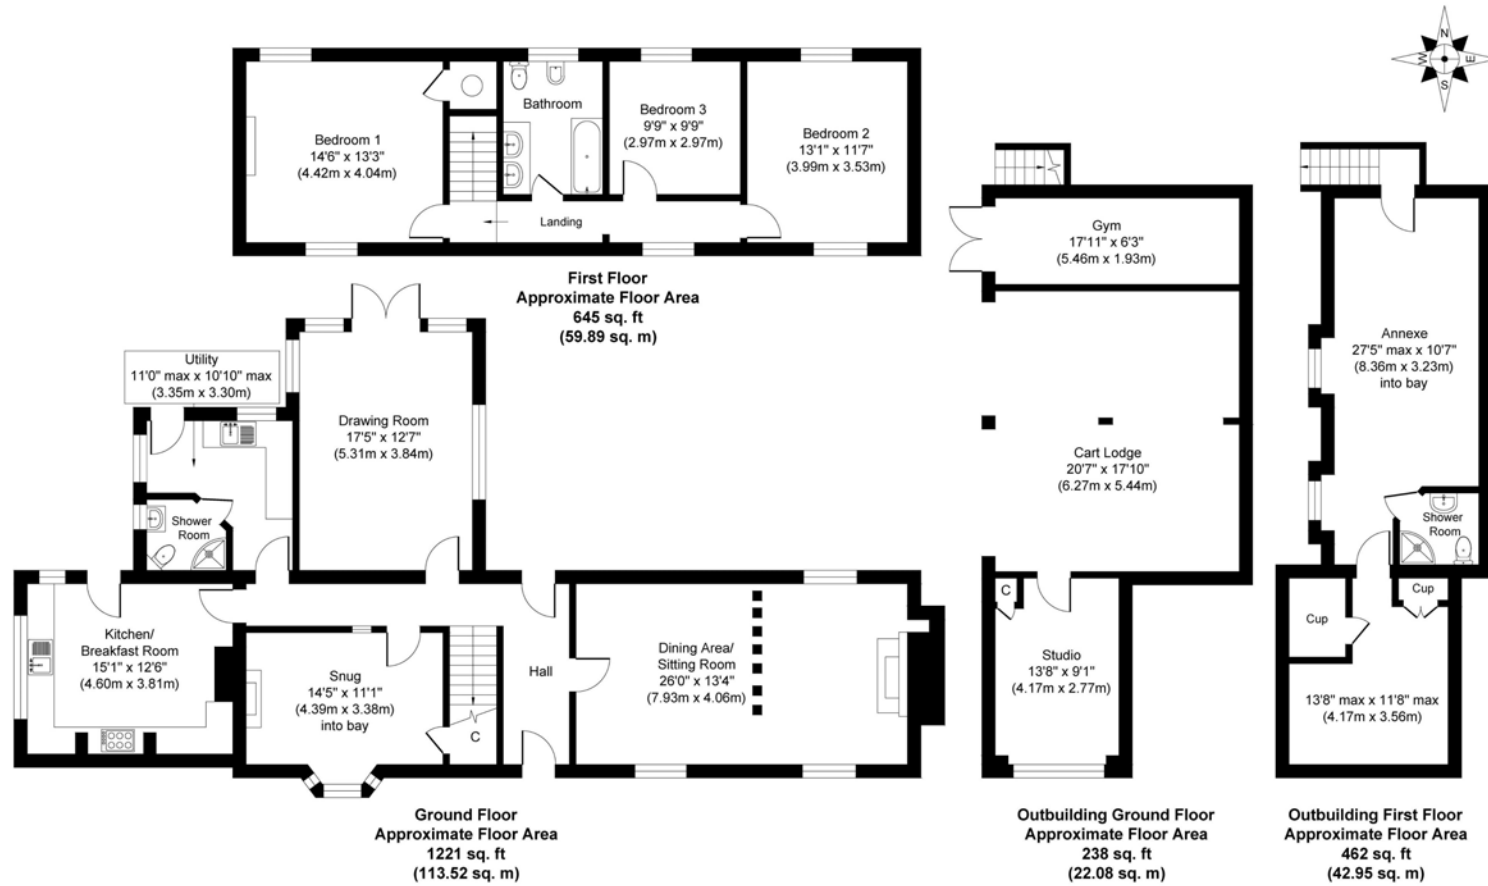 N
W
E
S
Bedroom 1
14'6" x 13'3"
(4.42m x 4.04m)
Bathroom
Bedroom 3
9'9" x 9'9"
(2.97m x 2.97m)
Bedroom 2
13'1" x 11'7"
(3.99m x 3.53m)
Landing
First Floor
Approximate Floor Area
645 sq. ft
(59.89 sq. m)
Utility
11'0" max x 10'10" max
(3.35m x 3.30m)
Drawing Room
17'5" x 12'7"
(5.31m x 3.84m)
Shower
Room
Kitchen/
Breakfast Room
15'1" x 12'6"
(4.60m x 3.81m)
Snug
14'5" x 11'1"
(4.39m x 3.38m)
into bay
C
Hall
Dining Area/
Sitting Room
26'0" x 13'4"
(7.93m x 4.06m)
Ground Floor
Approximate Floor Area
1221 sq. ft
(113.52 sq. m)
Gym
17'11" x 6'3"
(5.46m x 1.93m)
Cart Lodge
20'7" x 17'10"
(6.27m x 5.44m)
C
Studio
13'8" x 9'1"
(4.17m x 2.77m)
Outbuilding Ground Floor
Approximate Floor Area
238 sq. ft
(22.08 sq. m)
Annexe
27'5" max x 10'7"
(8.36m x 3.23m)
into bay
Shower
Room
Cup
Cup
13'8" max x 11'8" max
(4.17m x 3.56m)
Outbuilding First Floor
Approximate Floor Area
462 sq. ft
(42.95 sq. m)